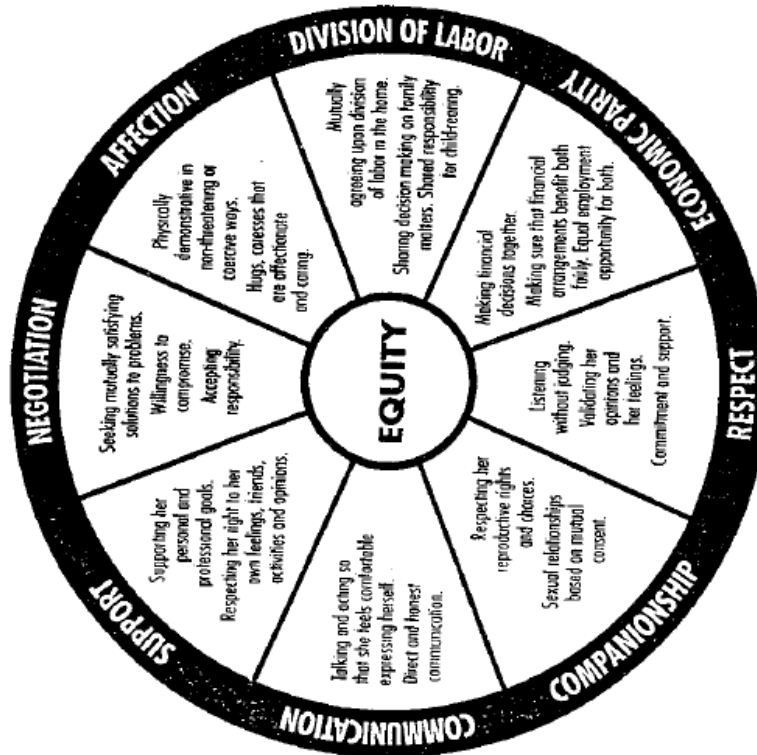 EQUITY
NEGOTIATION
Seeking mutually satisfying
solutions to problems.
Willingness to
compromise.
Accepting
responsibility.
AFFECTION
Physically
demonstrative in
non-threatening or
coercive ways.
Hugs, caresses that
are affectionate
and caring.
DIVISION OF LABOR
Mutually
agreeing upon division
of labor in the home.
Sharing decision making on family
matters. Shared responsibility
for child-rearing.
ECONOMIC PARITY
Making financial
decisions together.
Making sure that financial
arrangements benefit both
fairly. Equal employment
opportunity for both.
RESPECT
Listening
without judging.
Validating her
opinions and
her feelings.
Commitment and support.
COMPANIONSHIP
Respecting her
reproductive rights
and choices.
Sexual relationships
based on mutual
consent.
COMMUNICATION
Talking and acting so
that she feels comfortable
expressing herself.
Direct and honest
communication.
SUPPORT
Supporting her
personal and
professional goals.
Respecting her right to her
own feelings, friends,
activities and opinions.